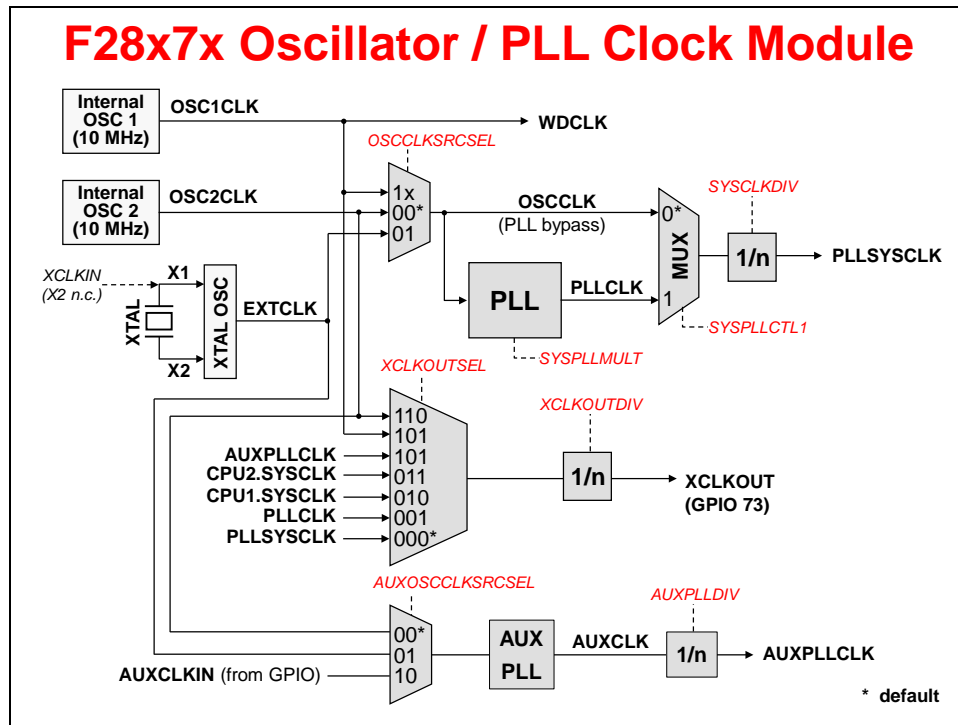 F28x7x Oscillator / PLL Clock Module
Internal
OSC 1
(10 MHz)
OSC1CLK
WDCLK
OSCCLKSRCSEL
Internal
OSC 2
(10 MHz)
OSC2CLK
1x
00*
01
OSCCLK
(PLL bypass)
SYSCLKDIV
0*
MUX
1
1/n
PLLSYSCLK
XCLKIN
(X2 n.c.)
X1
XTAL
X2
XTAL OSC
EXTCLK
PLL
PLLCLK
SYSPLLCTL1
SYSPLLMULT
XCLKOUTSEL
XCLKOUTDIV
110
101
AUXPLLCLK
101
CPU2.SYSCLK
011
CPU1.SYSCLK
010
PLLCLK
001
PLLSYSCLK
000*
1/n
XCLKOUT
(GPIO 73)
AUXOSCCLKSRCSEL
AUXPLLDIV
00*
01
AUXCLKIN (from GPIO)
10
AUX
PLL
AUXCLK
1/n
AUXPLLCLK
* default